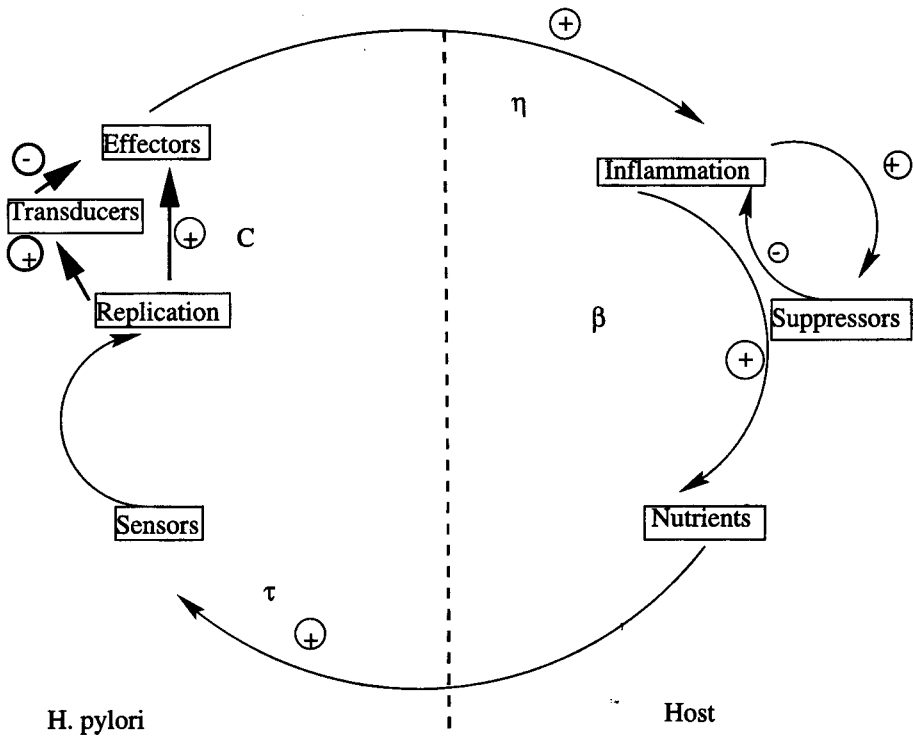 +
η
Effectors
-
Inflammation
+
Transducers
+
+
C
-
Replication
β
Suppressors
+
Sensors
Nutrients
τ
+
H. pylori
Host